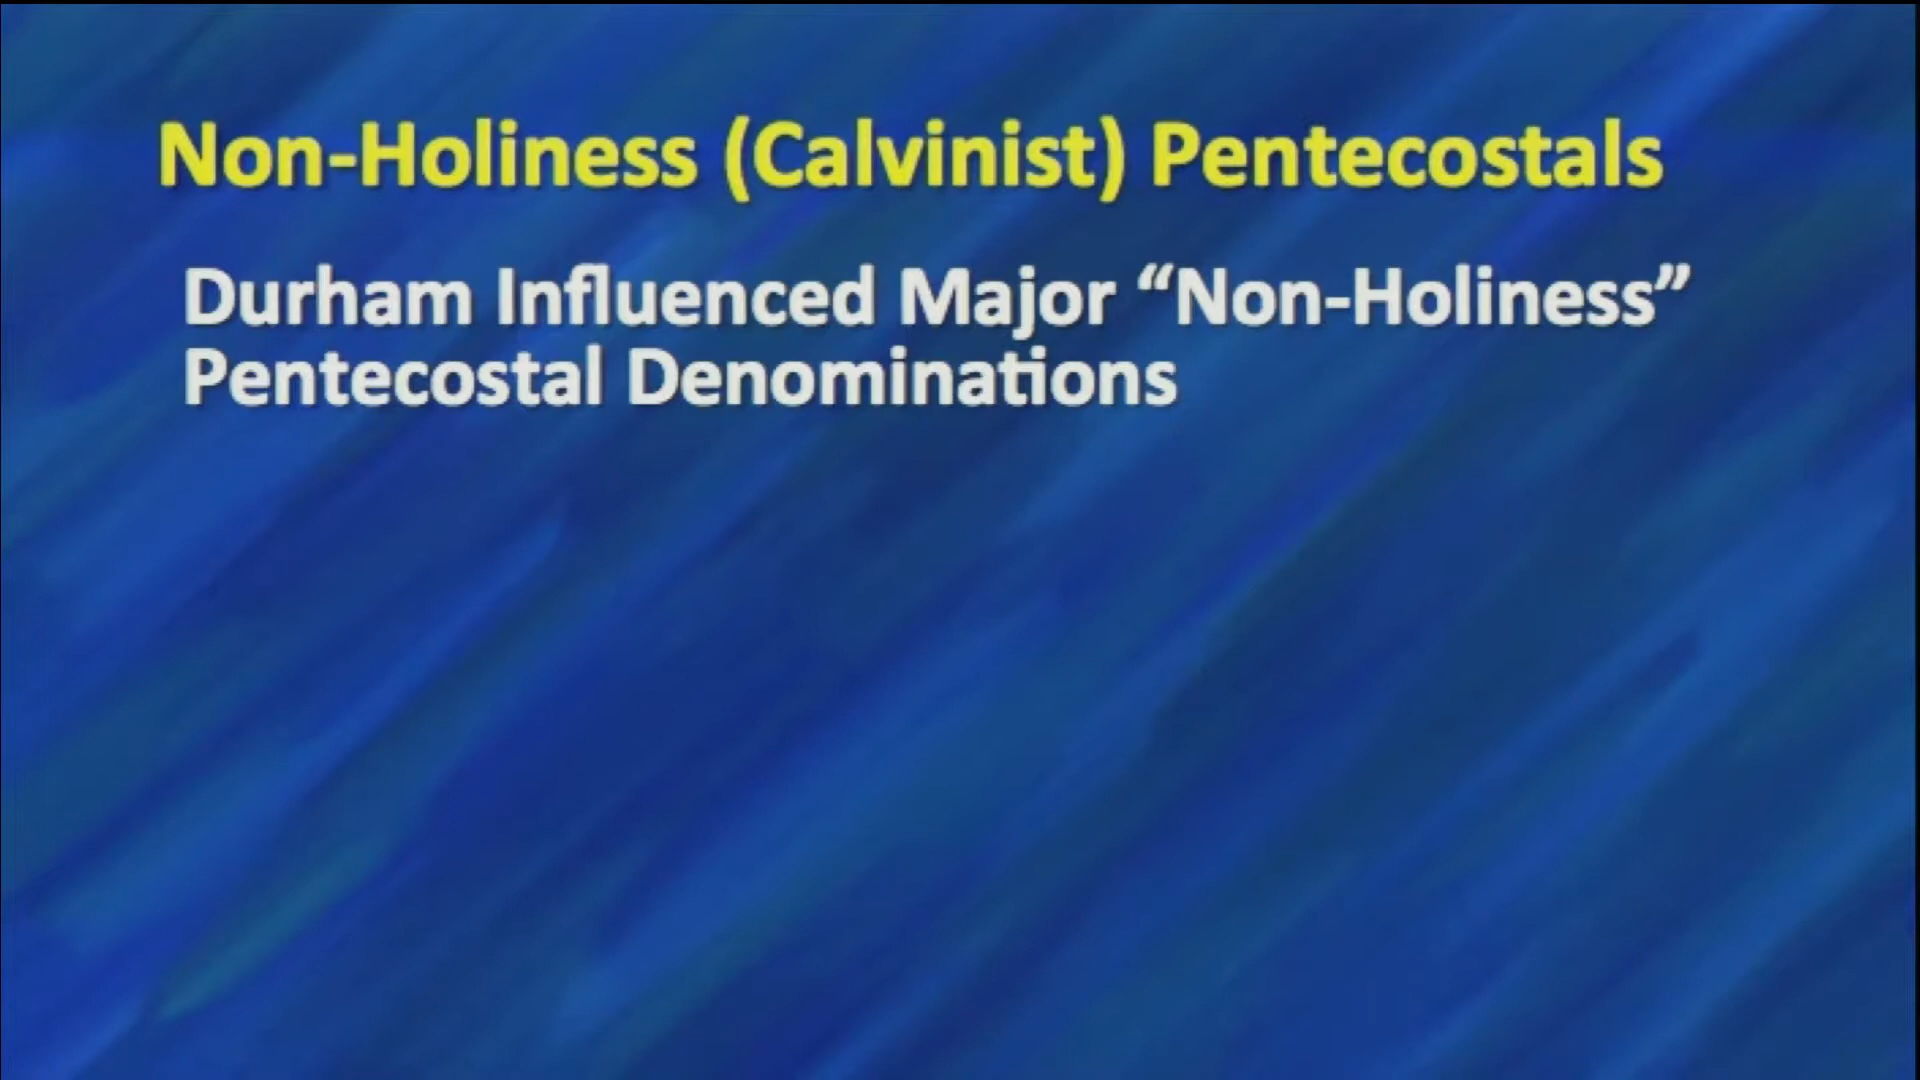 Non-Holiness (Calvinist) Pentecostals
Durham Influenced Major “Non-Holiness”
Pentecostal Denominations